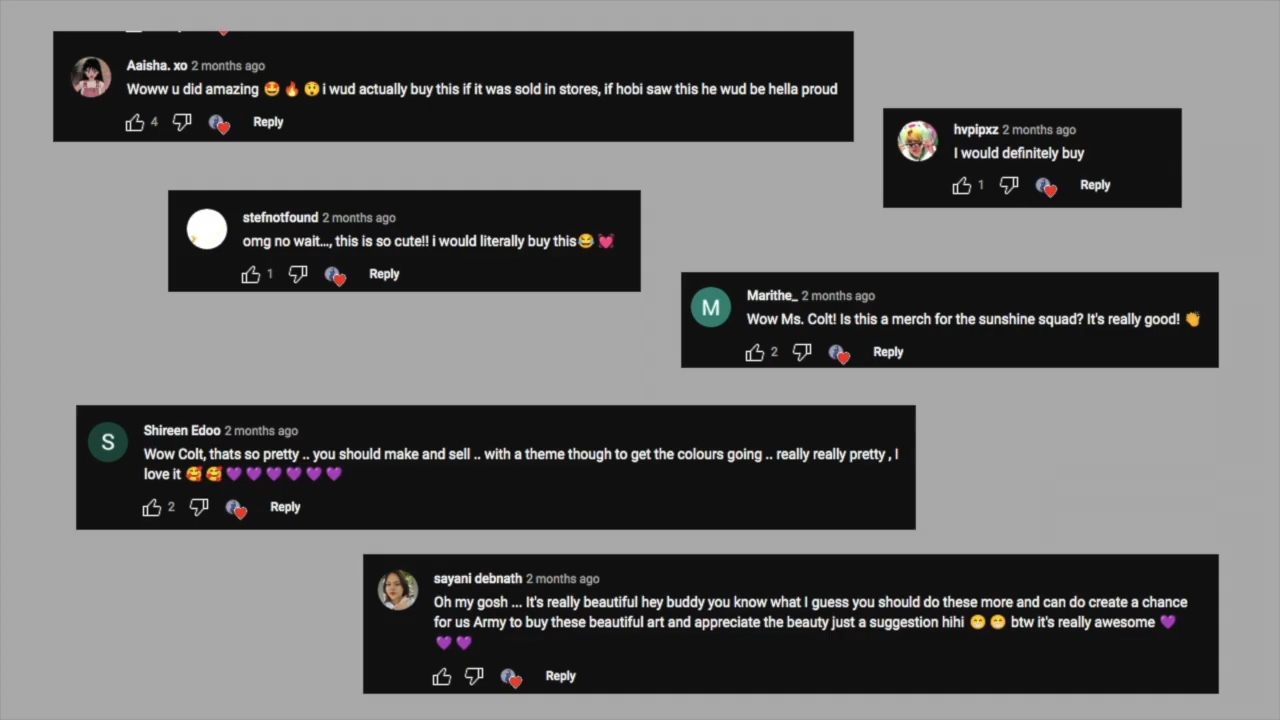 Aaisha. xo 2 months ago
Woww u did amazing 🤩 🔥 😲 i wud actually buy this if it was sold in stores, if hobi saw this he wud be hella proud
4 Reply
hvpipxz 2 months ago
I would definitely buy
1 Reply
stefnotfound 2 months ago
omg no wait..., this is so cute!! i would literally buy this😂 💓
1 Reply
M
Marithe_ 2 months ago
Wow Ms. Colt! Is this a merch for the sunshine squad? It's really good! 👏
2 Reply
S
Shireen Edoo 2 months ago
Wow Colt, thats so pretty .. you should make and sell .. with a theme though to get the colours going .. really really pretty , I
love it 🥰 🥰 💜 💜 💜 💜 💜 💜
2 Reply
sayani debnath 2 months ago
Oh my gosh ... It's really beautiful hey buddy you know what I guess you should do these more and can do create a chance
for us Army to buy these beautiful art and appreciate the beauty just a suggestion hihi 😁 😁 btw it's really awesome 💜
💜 💜
Reply